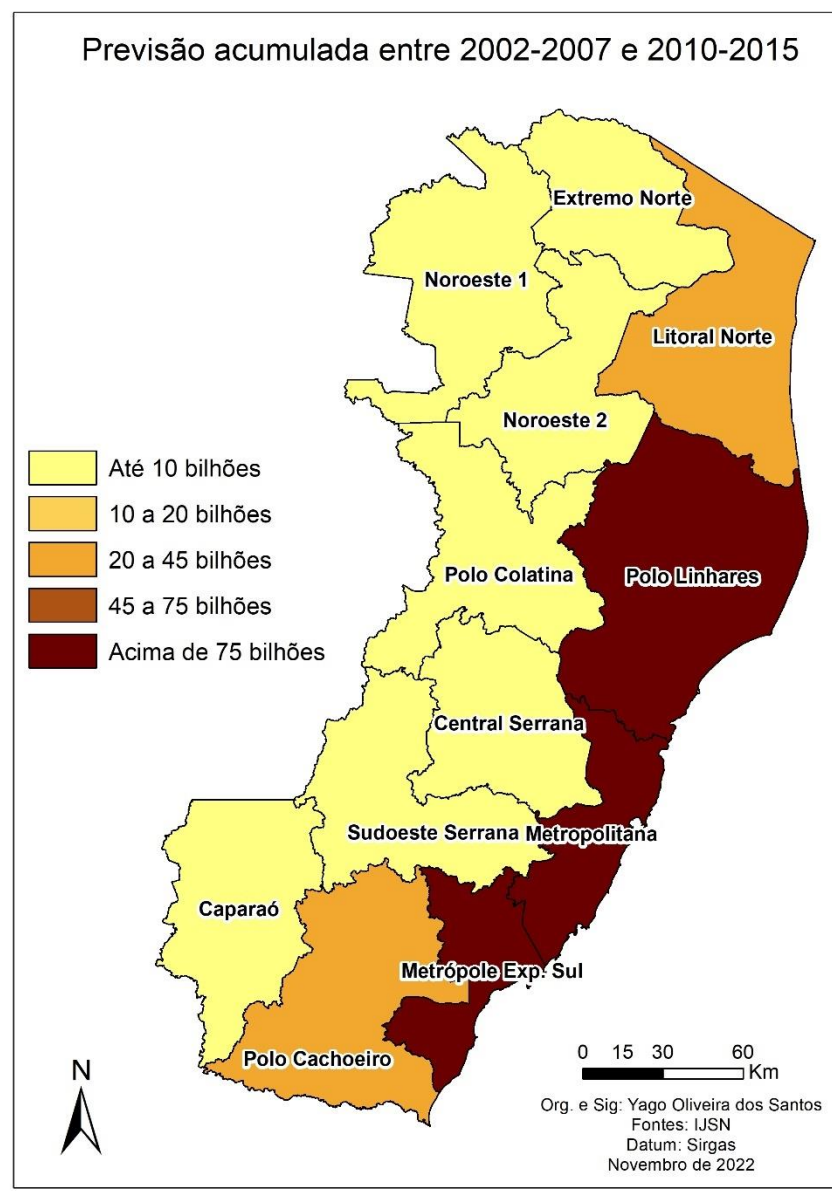 Previsão acumulada entre 2002-2007 e 2010-2015
Extremo Norte
Noroeste 1
Litoral Norte
Noroeste 2
Até 10 bilhões
10 a 20 bilhões
20 a 45 bilhões
45 a 75 bilhões
Acima de 75 bilhões
Polo Colatina
Polo Linhares
Central Serrana
Sudoeste Serrana
Metropolitana
Caparaó
Metrópole Exp. Sul
Polo Cachoeiro
N
0 15 30 60
Km
Org. e Sig: Yago Oliveira dos Santos
Fontes: IJSN
Datum: Sirgas
Novembro de 2022